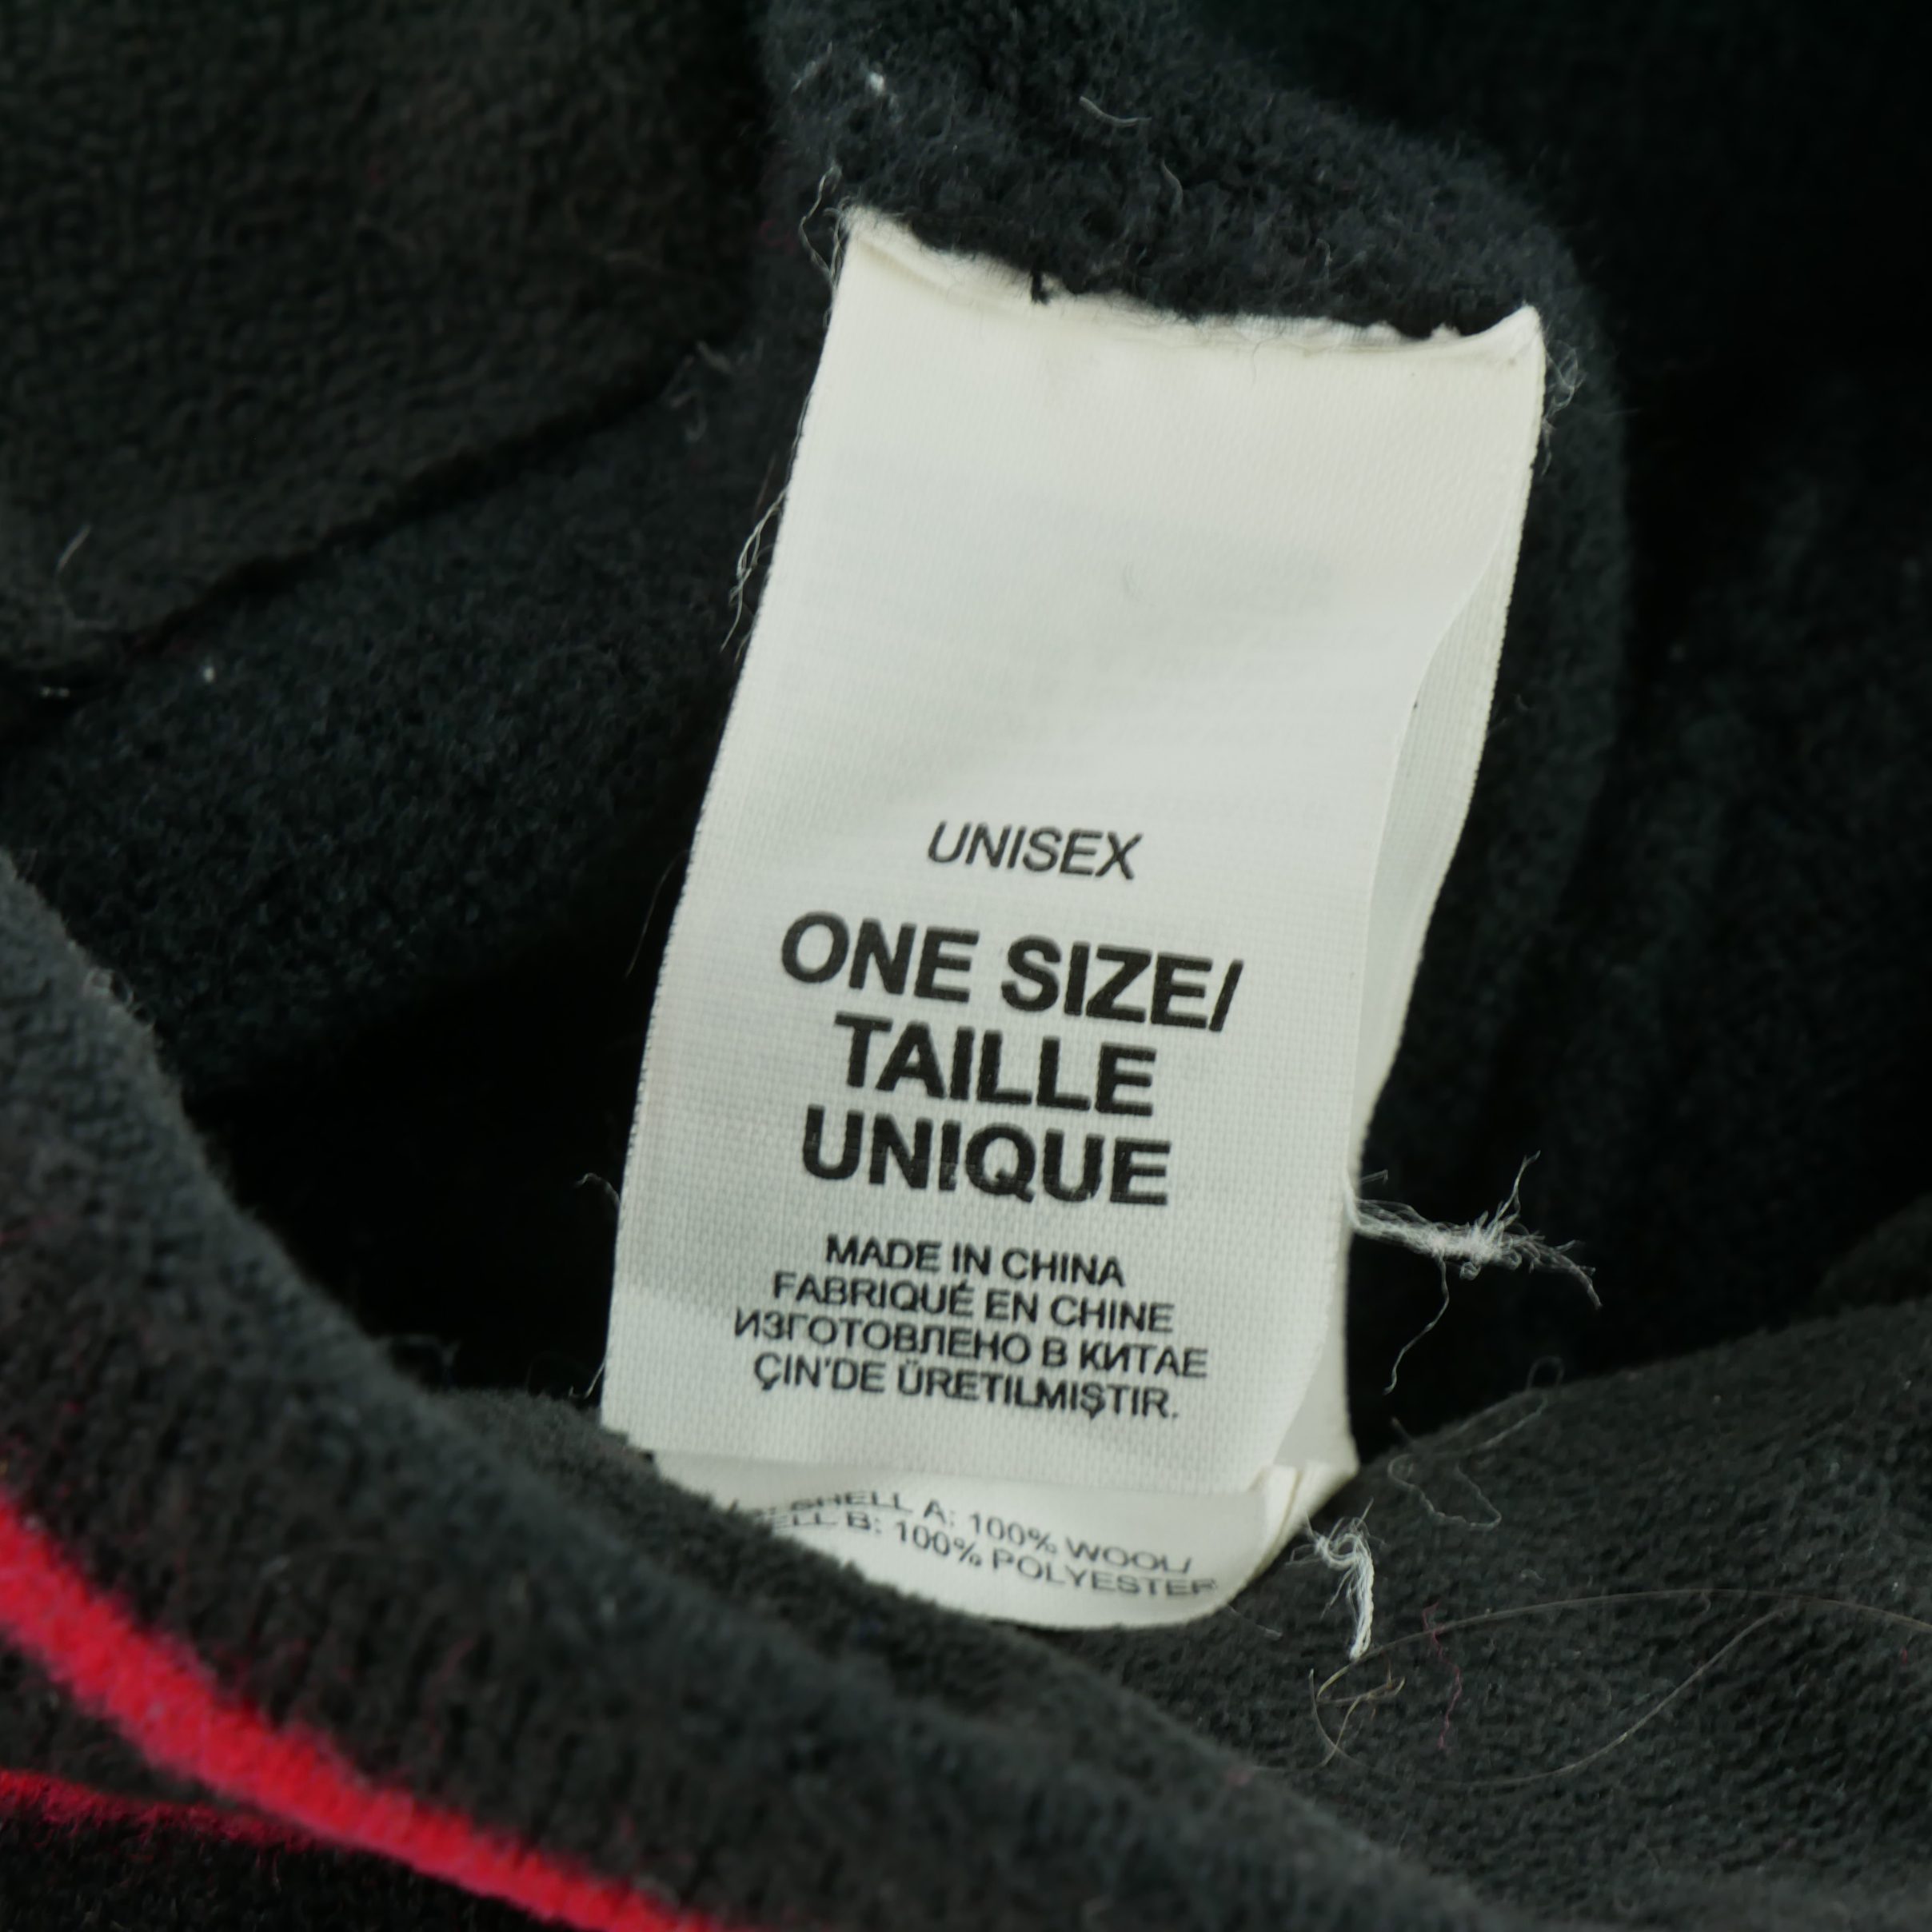 UNISEX
ONE SIZE/
TAILLE
UNIQUE
MADE IN CHINA
FABRIQUÉ EN CHINE
ИЗГОТОВЛЕНО В КИТАЕ
ÇIN'DE ÜRETILMIŞTIR.
SHELL A: 100% WOOL/
B: 100% POLYESTER